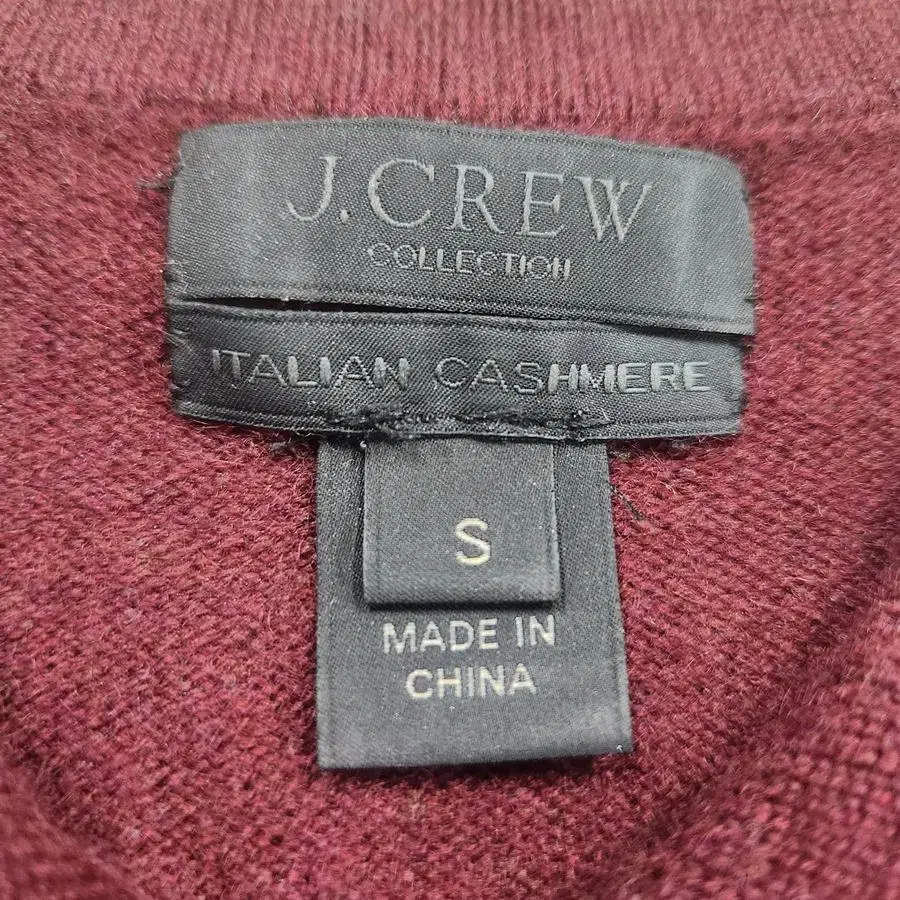 J.CREW
COLLECTION
ITALIAN CASHMERE
S
MADE IN
CHINA